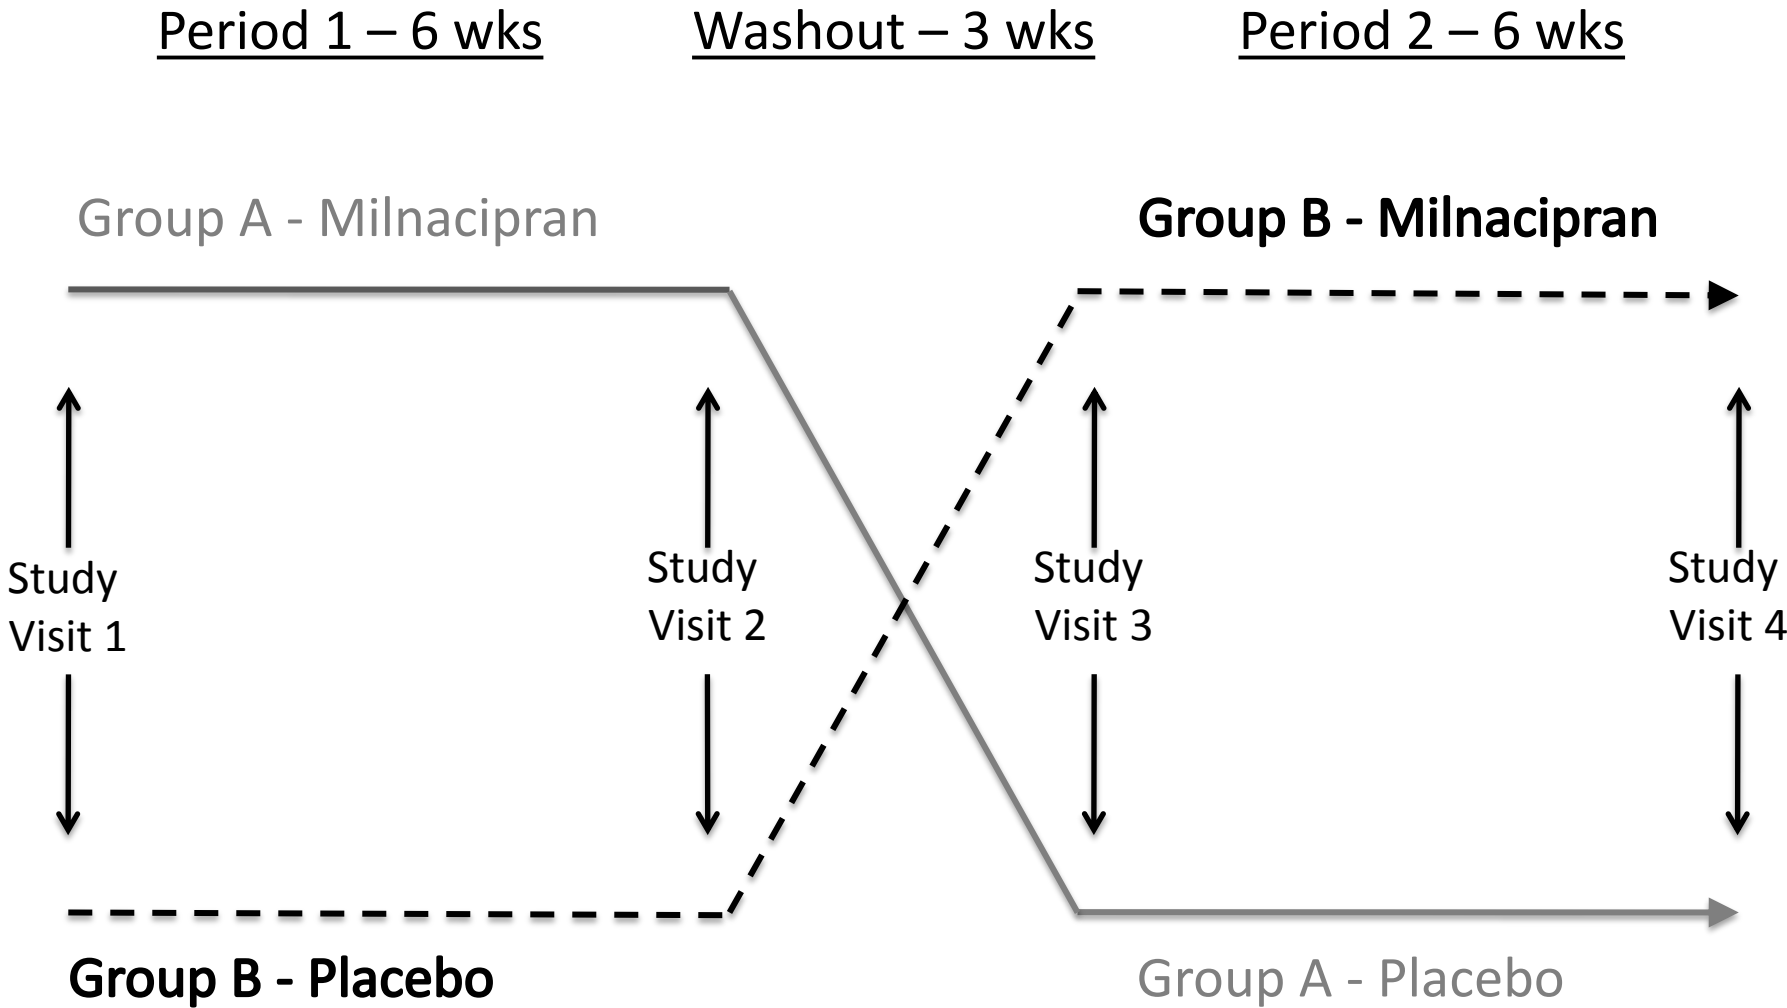 Period 1 – 6 wks
Washout – 3 wks
Period 2 – 6 wks
Group A - Milnacipran
Group B - Milnacipran
Study
Visit 1
Study
Visit 2
Study
Visit 3
Study
Visit 4
Group B - Placebo
Group A - Placebo